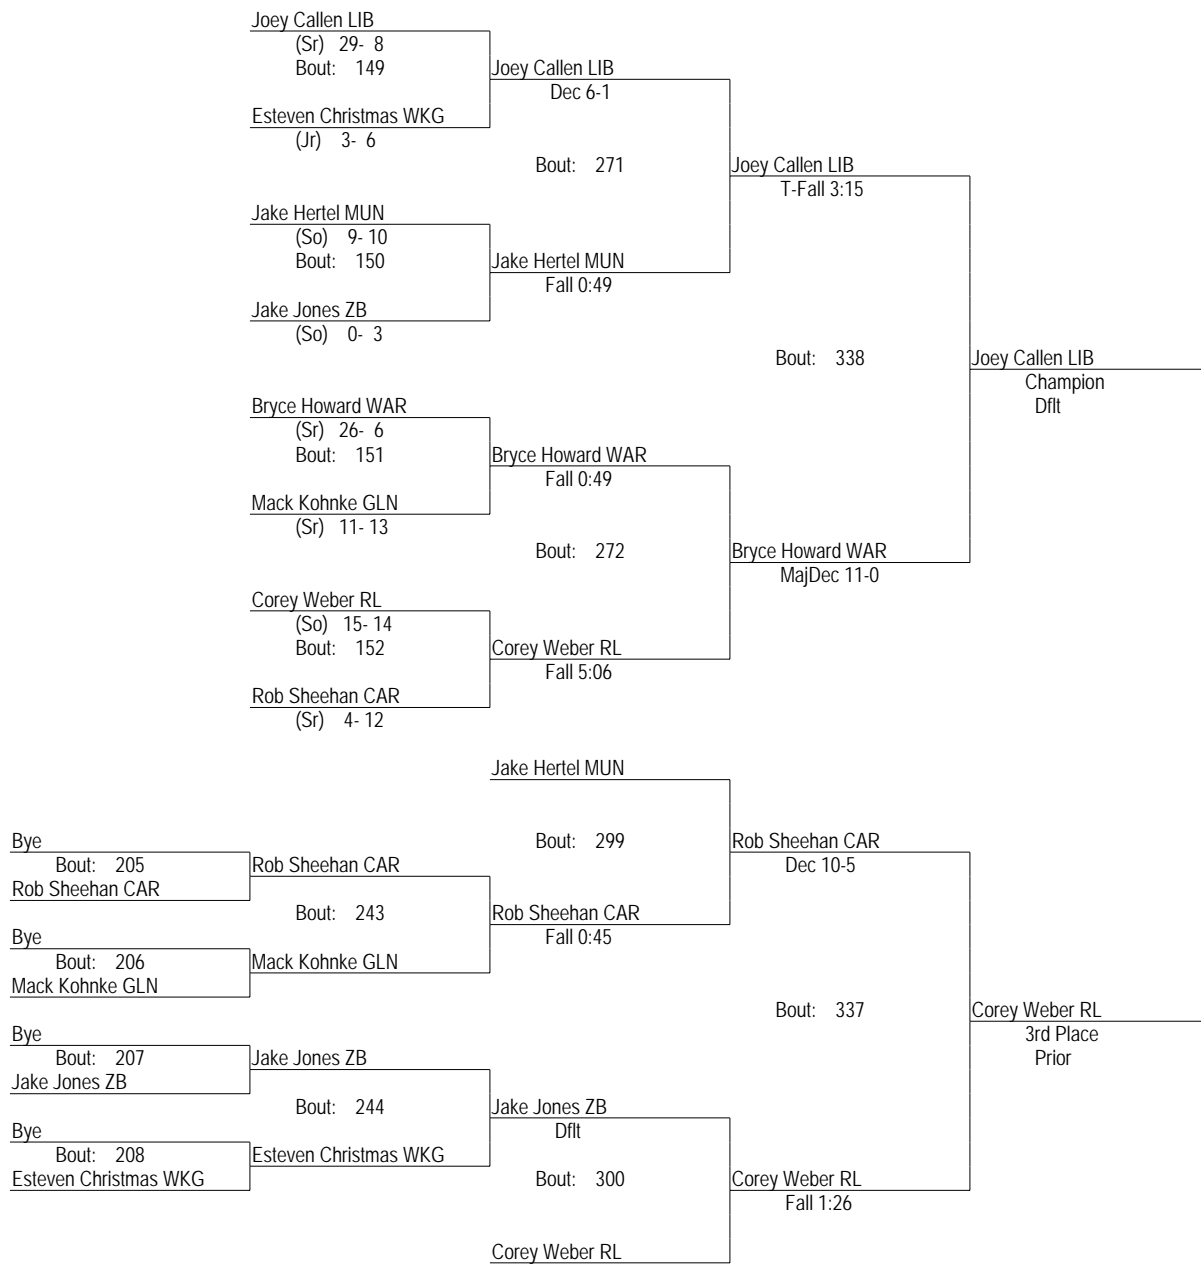 Joey Callen LIB
(Sr) 29- 8
Bout: 149
Joey Callen LIB
Dec 6-1
Esteven Christmas WKG
(Jr) 3- 6
Bout: 271
Joey Callen LIB
T-Fall 3:15
Jake Hertel MUN
(So) 9- 10
Bout: 150
Jake Hertel MUN
Fall 0:49
Jake Jones ZB
(So) 0- 3
Bout: 338
Joey Callen LIB
Champion
Dflt
Bryce Howard WAR
(Sr) 26- 6
Bout: 151
Bryce Howard WAR
Fall 0:49
Mack Kohnke GLN
(Sr) 11- 13
Bout: 272
Bryce Howard WAR
MajDec 11-0
Corey Weber RL
(So) 15- 14
Bout: 152
Corey Weber RL
Fall 5:06
Rob Sheehan CAR
(Sr) 4- 12
Jake Hertel MUN
Bye
Bout: 205
Rob Sheehan CAR
Rob Sheehan CAR
Bout: 299
Rob Sheehan CAR
Dec 10-5
Bout: 243
Rob Sheehan CAR
Fall 0:45
Bye
Bout: 206
Mack Kohnke GLN
Mack Kohnke GLN
Bout: 337
Corey Weber RL
3rd Place
Prior
Bye
Bout: 207
Jake Jones ZB
Jake Jones ZB
Bout: 244
Jake Jones ZB
Dflt
Bye
Bout: 208
Esteven Christmas WKG
Esteven Christmas WKG
Bout: 300
Corey Weber RL
Fall 1:26
Corey Weber RL